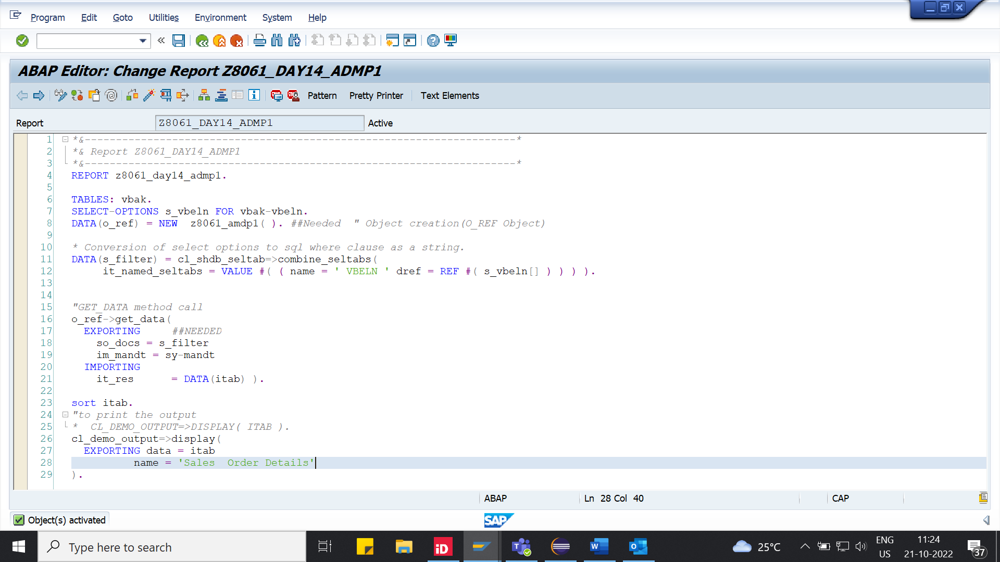 Program Edit Goto Utilities Environment System Help
ABAP Editor: Change Report Z8061_DAY14_ADMP1
Pattern Pretty Printer Text Elements
Report Z8061_DAY14_ADMP1 Active
1 *&---------------------------------------------------------------------*
2 *& Report Z8061_DAY14_ADMP1
3 *&---------------------------------------------------------------------*
4 REPORT z8061_day14_admp1.
5
6 TABLES: vbak.
7 SELECT-OPTIONS s_vbeln FOR vbak-vbeln.
8 DATA(o_ref) = NEW  z8061_amdp1( ). ##Needed  " Object creation(O_REF Object)
9
10 * Conversion of select options to sql where clause as a string.
11 DATA(s_filter) = cl_shdb_seltab=>combine_seltabs(
12      it_named_seltabs = VALUE #( ( name = ' VBELN ' dref = REF #( s_vbeln[] ) ) ) ).
13
14
15 "GET_DATA method call
16 o_ref->get_data(
17   EXPORTING     ##NEEDED
18     so_docs = s_filter
19     im_mandt = sy-mandt
20   IMPORTING
21     it_res      = DATA(itab) ).
22
23 sort itab.
24 "to print the output
25 *  CL_DEMO_OUTPUT=>DISPLAY( ITAB ).
26 cl_demo_output=>display(
27   EXPORTING data = itab
28           name = 'Sales  Order Details'
29 ).
ABAP Ln 28 Col 40 CAP
Object(s) activated SAP
Type here to search iD T W O 25°C ENG US 11:24 21-10-2022 37